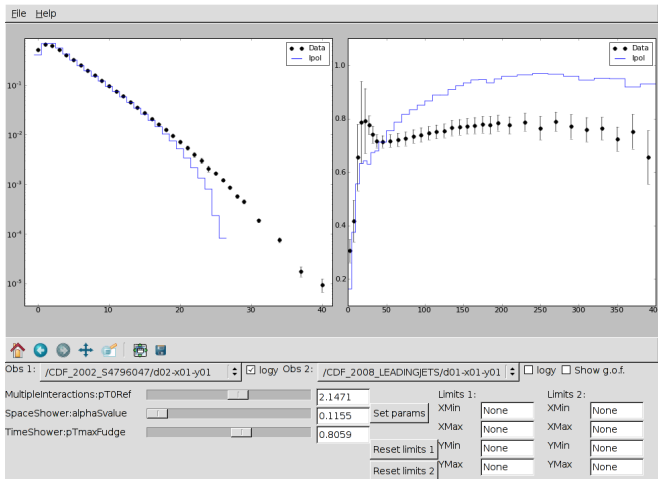 File Help
Data
Ipol
10⁻¹
10⁻²
10⁻³
10⁻⁴
10⁻⁵
0 10 20 30 40
Data
Ipol
1.0
0.8
0.6
0.4
0.2
0 50 100 150 200 250 300 350 400
Obs 1: /CDF_2002_S4796047/d02-x01-y01 logy Obs 2: /CDF_2008_LEADINGJETS/d01-x01-y01 logy Show g.o.f.
MultipleInteractions:pT0Ref 2.1471
SpaceShower:alphaSvalue 0.1155
TimeShower:pTmaxFudge 0.8059
Set params
Reset limits 1
Reset limits 2
Limits 1:
XMin None
XMax None
YMin None
YMax None
Limits 2:
XMin None
XMax None
YMin None
YMax None